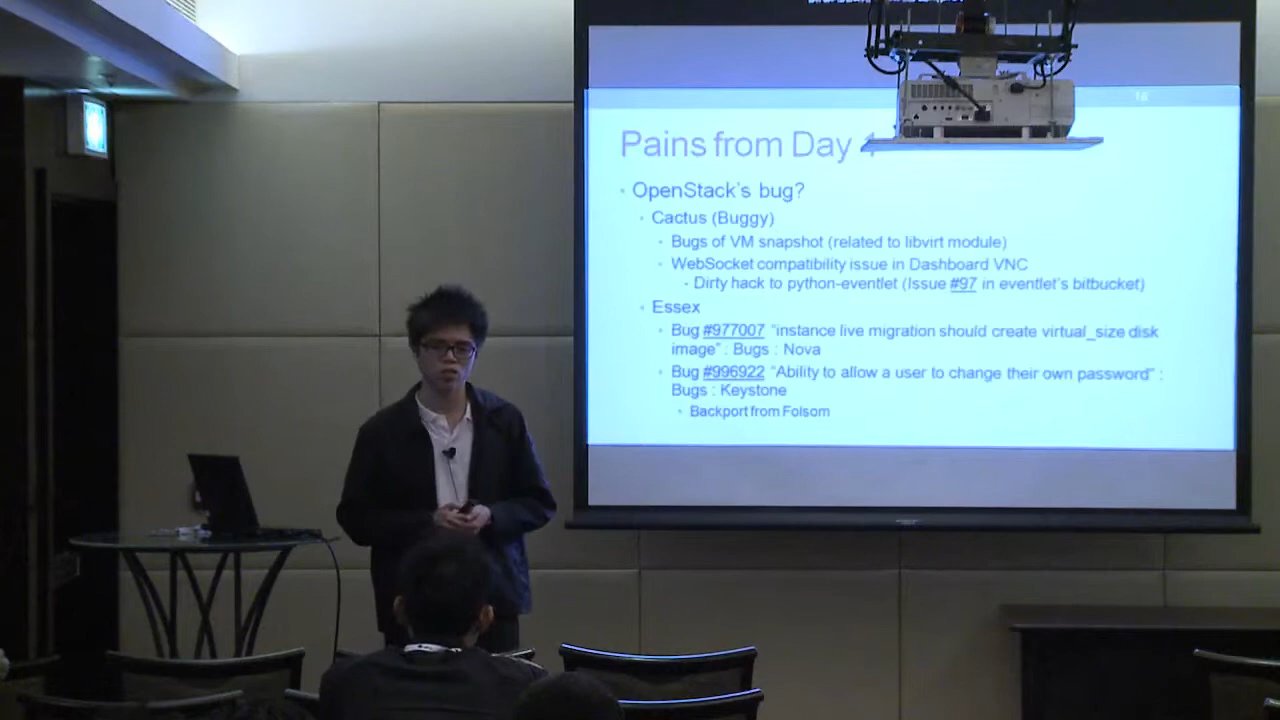 16
Pains from Day
• OpenStack's bug?
• Cactus (Buggy)
• Bugs of VM snapshot (related to libvirt module)
• WebSocket compatibility issue in Dashboard VNC
• Dirty hack to python-eventlet (Issue #97 in eventlet's bitbucket)
• Essex
• Bug #977007 "instance live migration should create virtual_size disk
image" : Bugs : Nova
• Bug #996922 "Ability to allow a user to change their own password" :
Bugs : Keystone
• Backport from Folsom